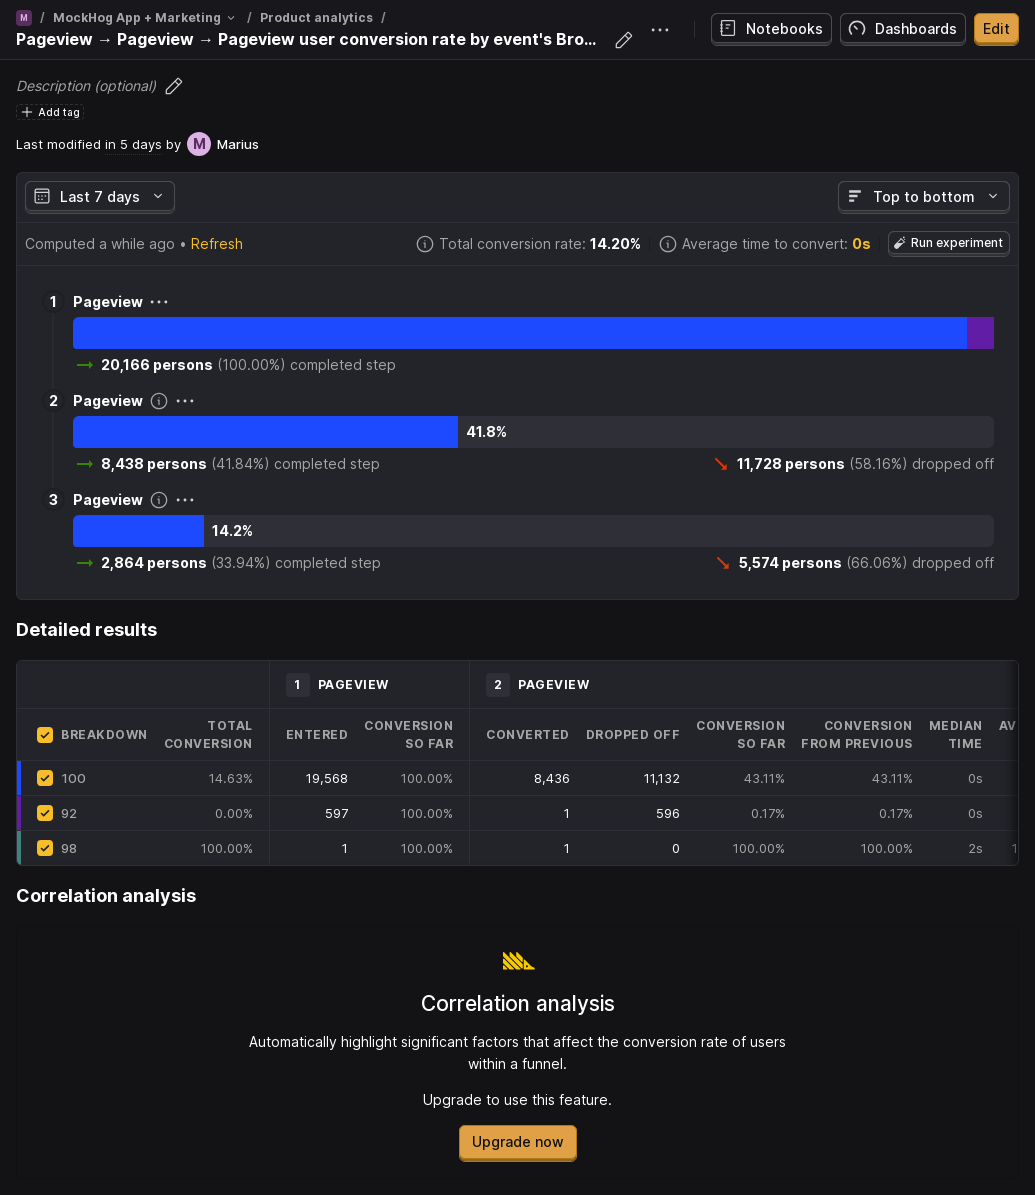 M / MockHog App + Marketing / Product analytics /
Pageview → Pageview → Pageview user conversion rate by event's Bro...
Notebooks Dashboards Edit
Description (optional)
Add tag
Last modified in 5 days by M Marius
Last 7 days Top to bottom
Computed a while ago • Refresh Total conversion rate: 14.20% Average time to convert: 0s Run experiment
1 Pageview
20,166 persons (100.00%) completed step
2 Pageview
41.8%
8,438 persons (41.84%) completed step 11,728 persons (58.16%) dropped off
3 Pageview
14.2%
2,864 persons (33.94%) completed step 5,574 persons (66.06%) dropped off
Detailed results
1 PAGEVIEW 2 PAGEVIEW
BREAKDOWN TOTAL CONVERSION ENTERED CONVERSION SO FAR CONVERTED DROPPED OFF CONVERSION SO FAR CONVERSION FROM PREVIOUS MEDIAN TIME
100 14.63% 19,568 100.00% 8,436 11,132 43.11% 43.11% 0s
92 0.00% 597 100.00% 1 596 0.17% 0.17% 0s
98 100.00% 1 100.00% 1 0 100.00% 100.00% 2s
Correlation analysis
Correlation analysis
Automatically highlight significant factors that affect the conversion rate of users
within a funnel.
Upgrade to use this feature.
Upgrade now